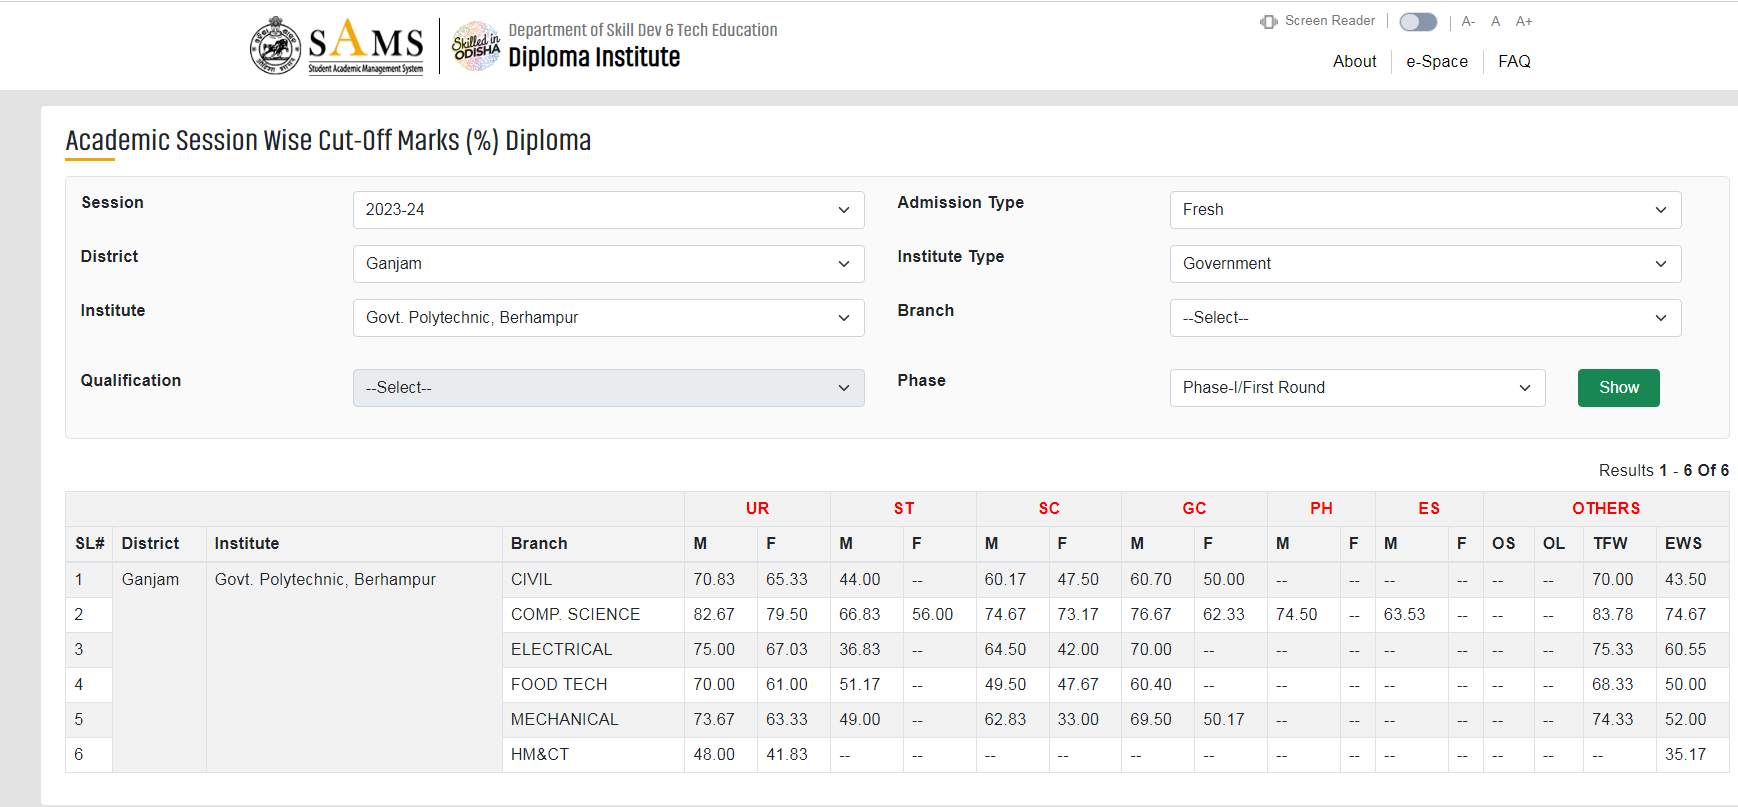 SAMS
Student Academic Management System
Skilled in
ODISHA
Department of Skill Dev & Tech Education
Diploma Institute
Screen Reader | | A- A A+
About e-Space FAQ
Academic Session Wise Cut-Off Marks (%) Diploma
Session 2023-24 Admission Type Fresh
District Ganjam Institute Type Government
Institute Govt. Polytechnic, Berhampur Branch --Select--
Qualification --Select-- Phase Phase-I/First Round Show
Results 1 - 6 Of 6
UR ST SC GC PH ES OTHERS
SL# District Institute Branch M F M F M F M F M F M F OS OL TFW EWS
1 Ganjam Govt. Polytechnic, Berhampur CIVIL 70.83 65.33 44.00 -- 60.17 47.50 60.70 50.00 -- -- -- -- -- -- 70.00 43.50
2 COMP. SCIENCE 82.67 79.50 66.83 56.00 74.67 73.17 76.67 62.33 74.50 -- 63.53 -- -- -- 83.78 74.67
3 ELECTRICAL 75.00 67.03 36.83 -- 64.50 42.00 70.00 -- -- -- -- -- -- -- 75.33 60.55
4 FOOD TECH 70.00 61.00 51.17 -- 49.50 47.67 60.40 -- -- -- -- -- -- -- 68.33 50.00
5 MECHANICAL 73.67 63.33 49.00 -- 62.83 33.00 69.50 50.17 -- -- -- -- -- -- 74.33 52.00
6 HM&CT 48.00 41.83 -- -- -- -- -- -- -- -- -- -- -- -- -- 35.17